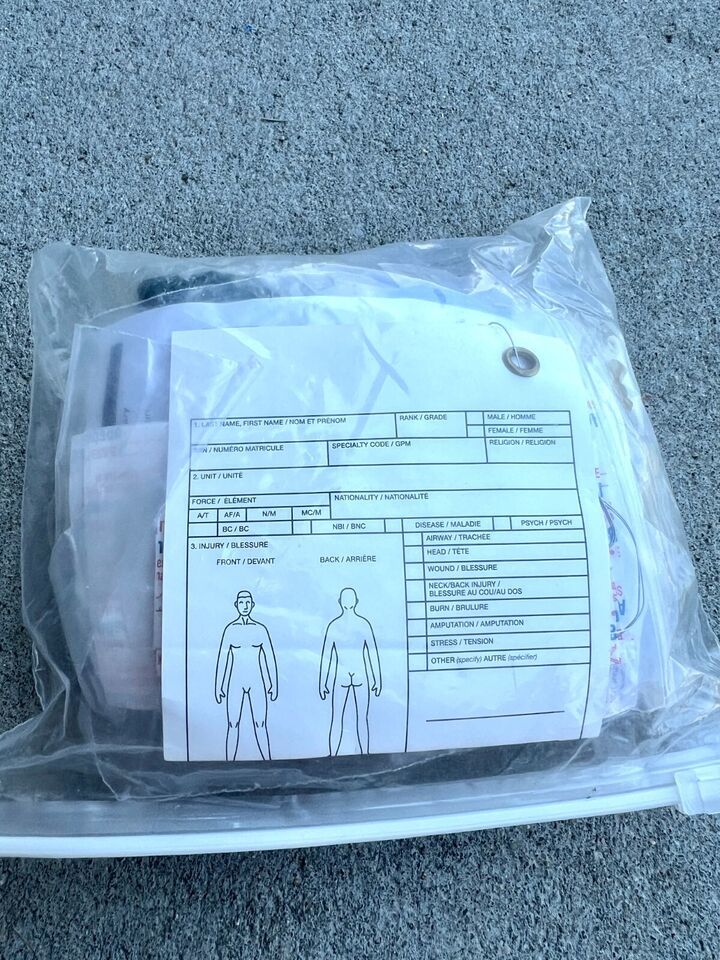 1. LAST NAME, FIRST NAME / NOM ET PRÉNOM
RANK / GRADE
MALE / HOMME
FEMALE / FEMME
/ NUMÉRO MATRICULE
SPECIALTY CODE / GPM
RELIGION / RELIGION
2. UNIT / UNITÉ
FORCE / ÉLÉMENT
NATIONALITY / NATIONALITÉ
A/T AF/A N/M MC/M
BC / BC NBI / BNC DISEASE / MALADIE PSYCH / PSYCH
3. INJURY / BLESSURE
FRONT / DEVANT BACK / ARRIÈRE
AIRWAY / TRACHÉE
HEAD / TÊTE
WOUND / BLESSURE
NECK/BACK INJURY /
BLESSURE AU COU/AU DOS
BURN / BRULURE
AMPUTATION / AMPUTATION
STRESS / TENSION
OTHER (specify) AUTRE (spécifier)